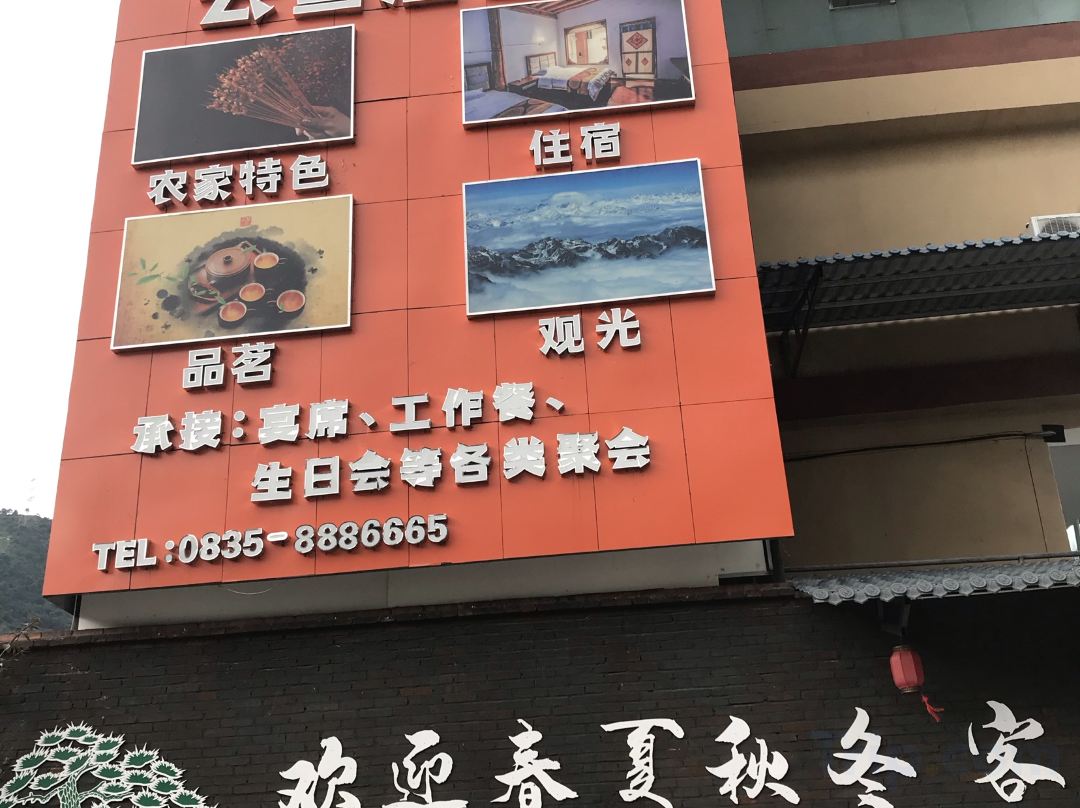 农家特色
住宿
品茗
观光
承接：宴席、工作餐、
生日会等各类聚会
TEL:0835-8886665
欢迎春夏秋冬客